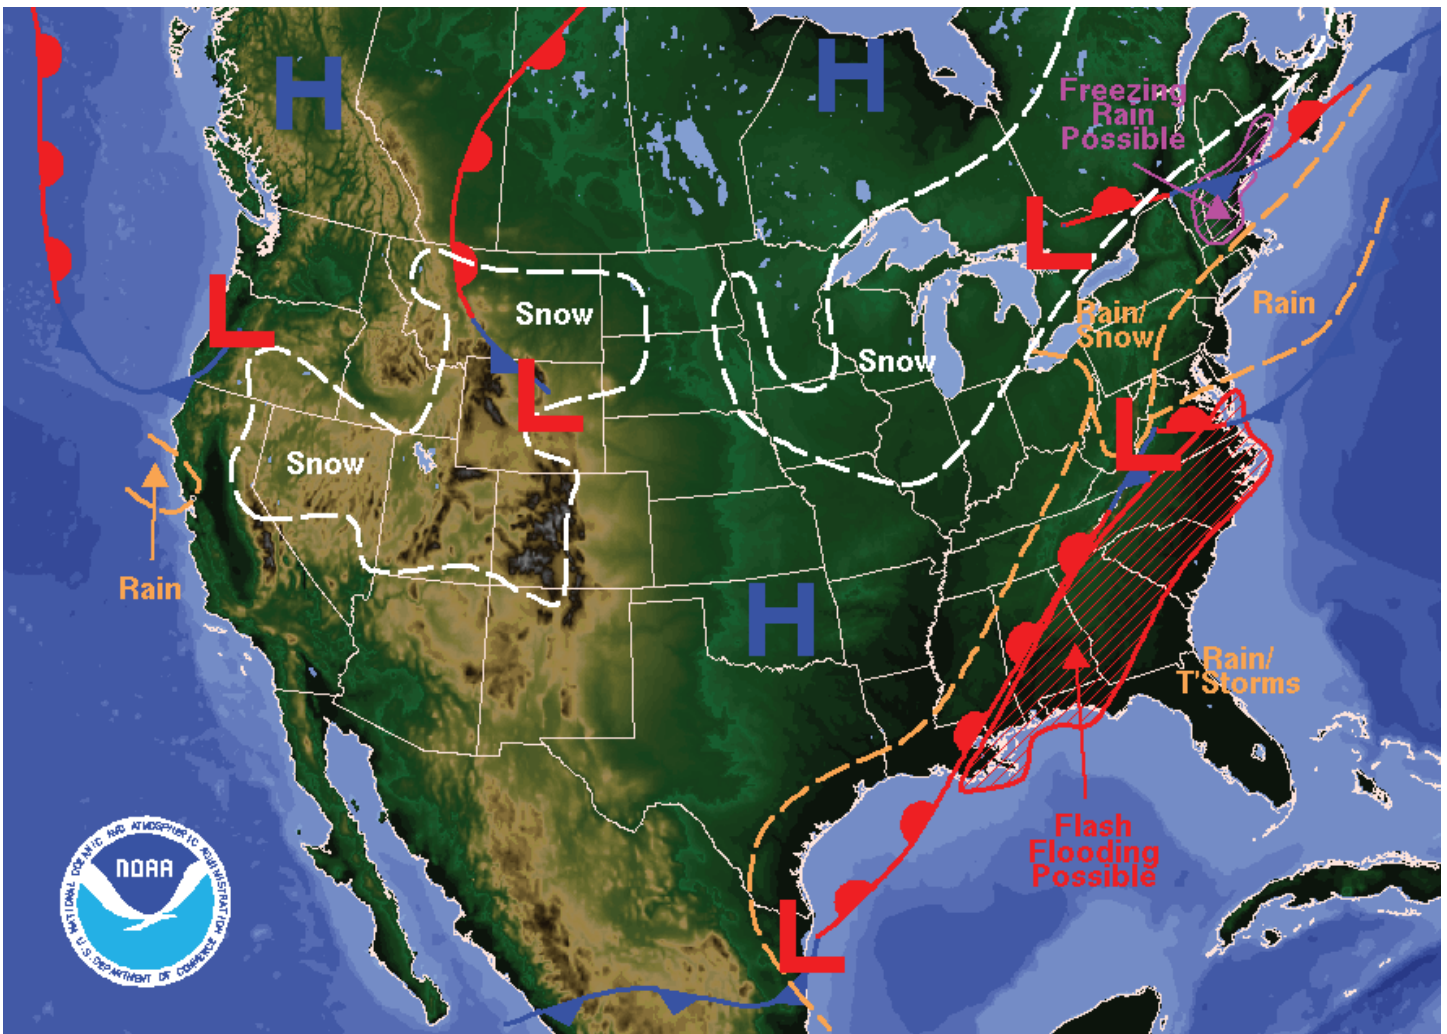 H
H
Freezing
Rain
Possible
L
L
Snow
Rain/
Snow
Rain
Snow
L
L
Snow
Rain
H
Rain/
T'Storms
Flash
Flooding
Possible
L
NATIONAL OCEANIC AND ATMOSPHERIC ADMINISTRATION
NOAA
U.S. DEPARTMENT OF COMMERCE